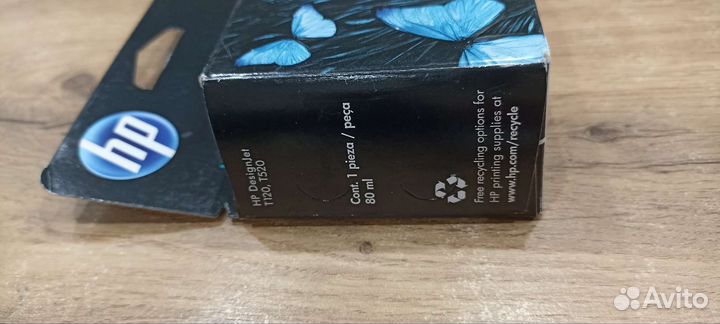 hp
HP DesignJet
T120, T520
Cont. 1 pieza / peça
80 ml
Free recycling options for
HP printing supplies at
www.hp.com/recycle
Avito